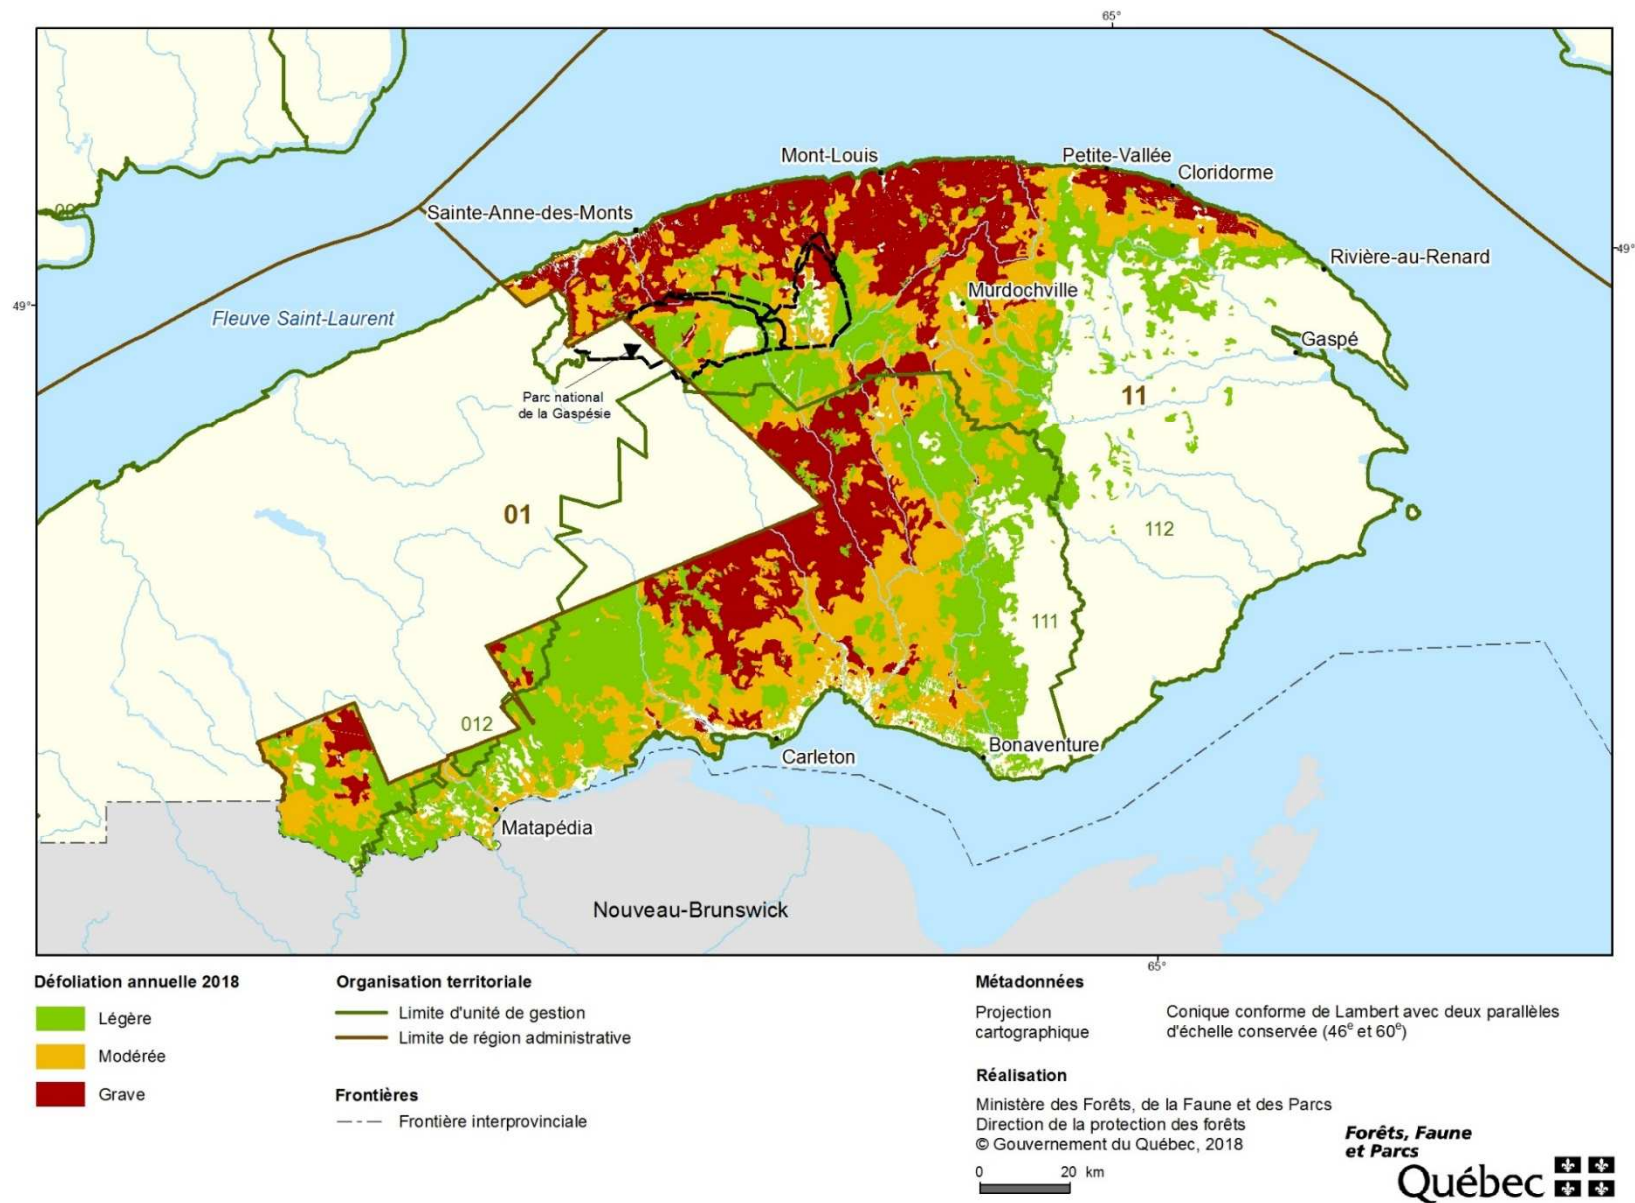 65°
Mont-Louis
Petite-Vallée
Cloridorme
Sainte-Anne-des-Monts
49°
Rivière-au-Renard
Murdochville
49°
Fleuve Saint-Laurent
Gaspé
Parc national
de la Gaspésie
11
01
112
111
012
Bonaventure
Carleton
Matapédia
Nouveau-Brunswick
65°
Défoliation annuelle 2018
Légère
Modérée
Grave
Organisation territoriale
Limite d'unité de gestion
Limite de région administrative
Frontières
Frontière interprovinciale
Métadonnées
Projection
cartographique
Conique conforme de Lambert avec deux parallèles
d'échelle conservée (46e et 60e)
Réalisation
Ministère des Forêts, de la Faune et des Parcs
Direction de la protection des forêts
© Gouvernement du Québec, 2018
0 20 km
Forêts, Faune
et Parcs
Québec